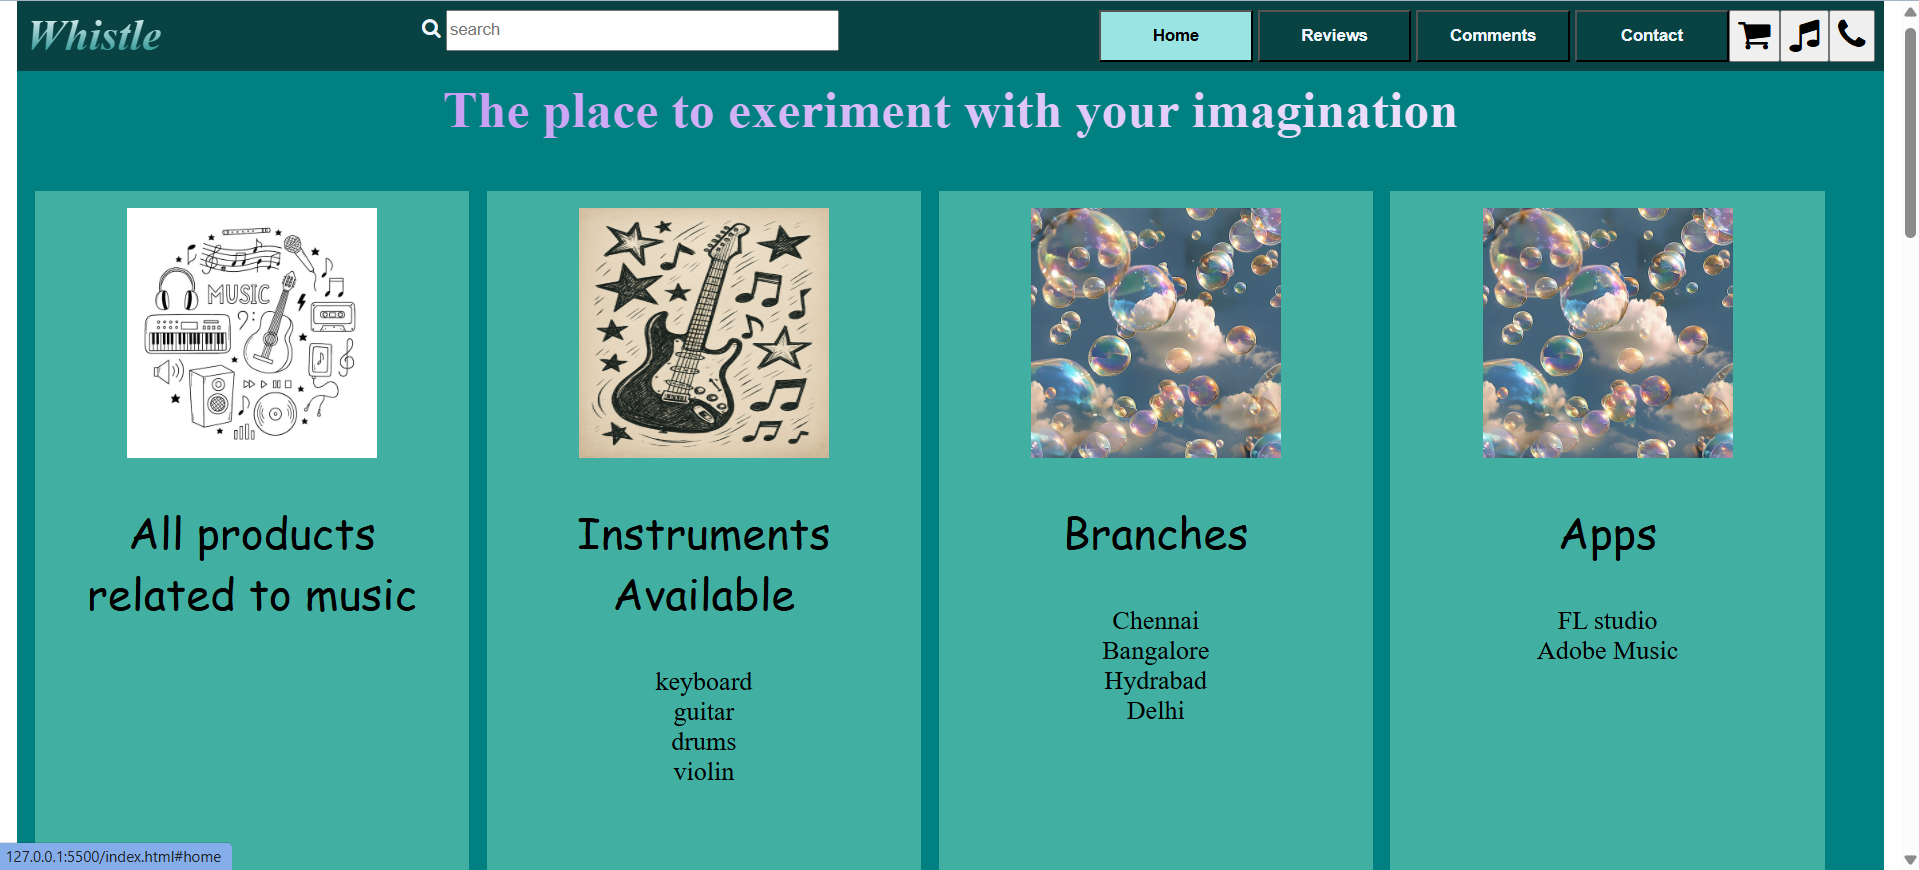 Whistle
search
Home
Reviews
Comments
Contact
The place to exeriment with your imagination
MUSIC
All products
related to music
Instruments
Available
keyboard
guitar
drums
violin
Branches
Chennai
Bangalore
Hydrabad
Delhi
Apps
FL studio
Adobe Music
127.0.0.1:5500/index.html#home